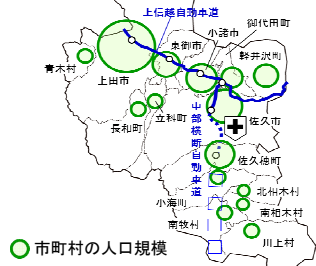 上信越自動車道
御代田町
小諸市
東御市
軽井沢町
青木村
上田市
中部横断自動車道
立科町
長和町
佐久市
佐久穂町
小海町
北相木村
南相木村
南牧村
川上村
市町村の人口規模